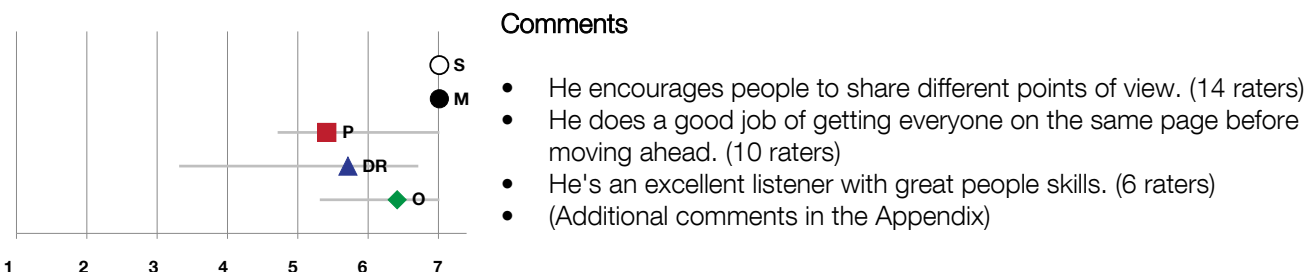 Comments
S
M
P
DR
O
1 2 3 4 5 6 7
• He encourages people to share different points of view. (14 raters)
• He does a good job of getting everyone on the same page before
moving ahead. (10 raters)
• He's an excellent listener with great people skills. (6 raters)
• (Additional comments in the Appendix)